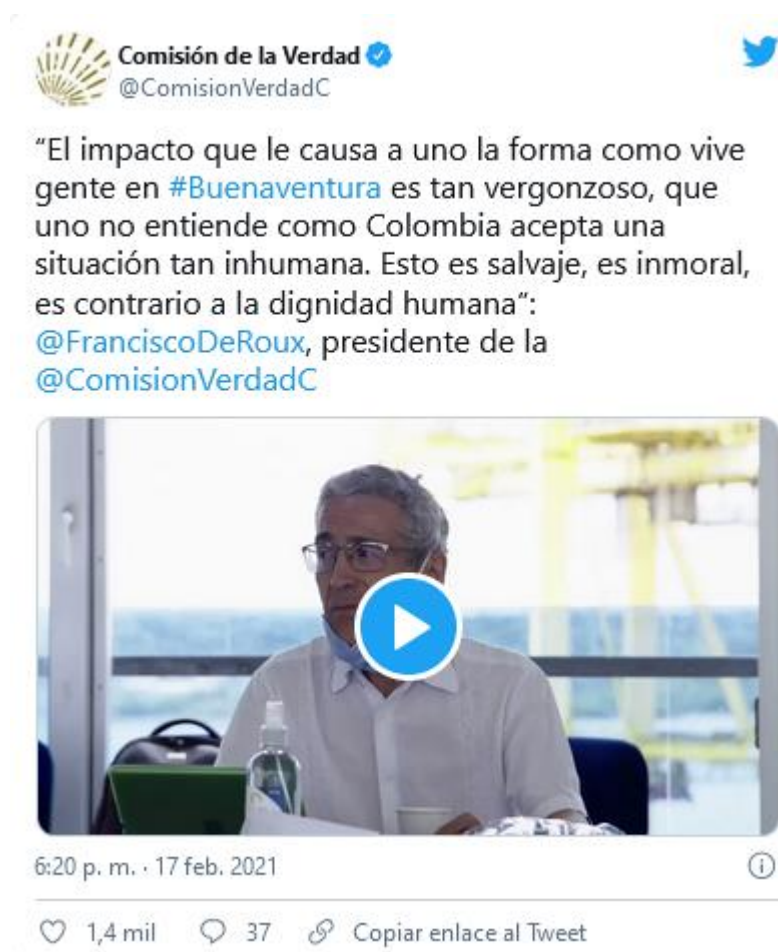 Comisión de la Verdad
@ComisionVerdadC
“El impacto que le causa a uno la forma como vive
gente en #Buenaventura es tan vergonzoso, que
uno no entiende como Colombia acepta una
situación tan inhumana. Esto es salvaje, es inmoral,
es contrario a la dignidad humana“:
@FranciscoDeRoux, presidente de la
@ComisionVerdadC
6:20 p. m. · 17 feb. 2021
1,4 mil 37 Copiar enlace al Tweet